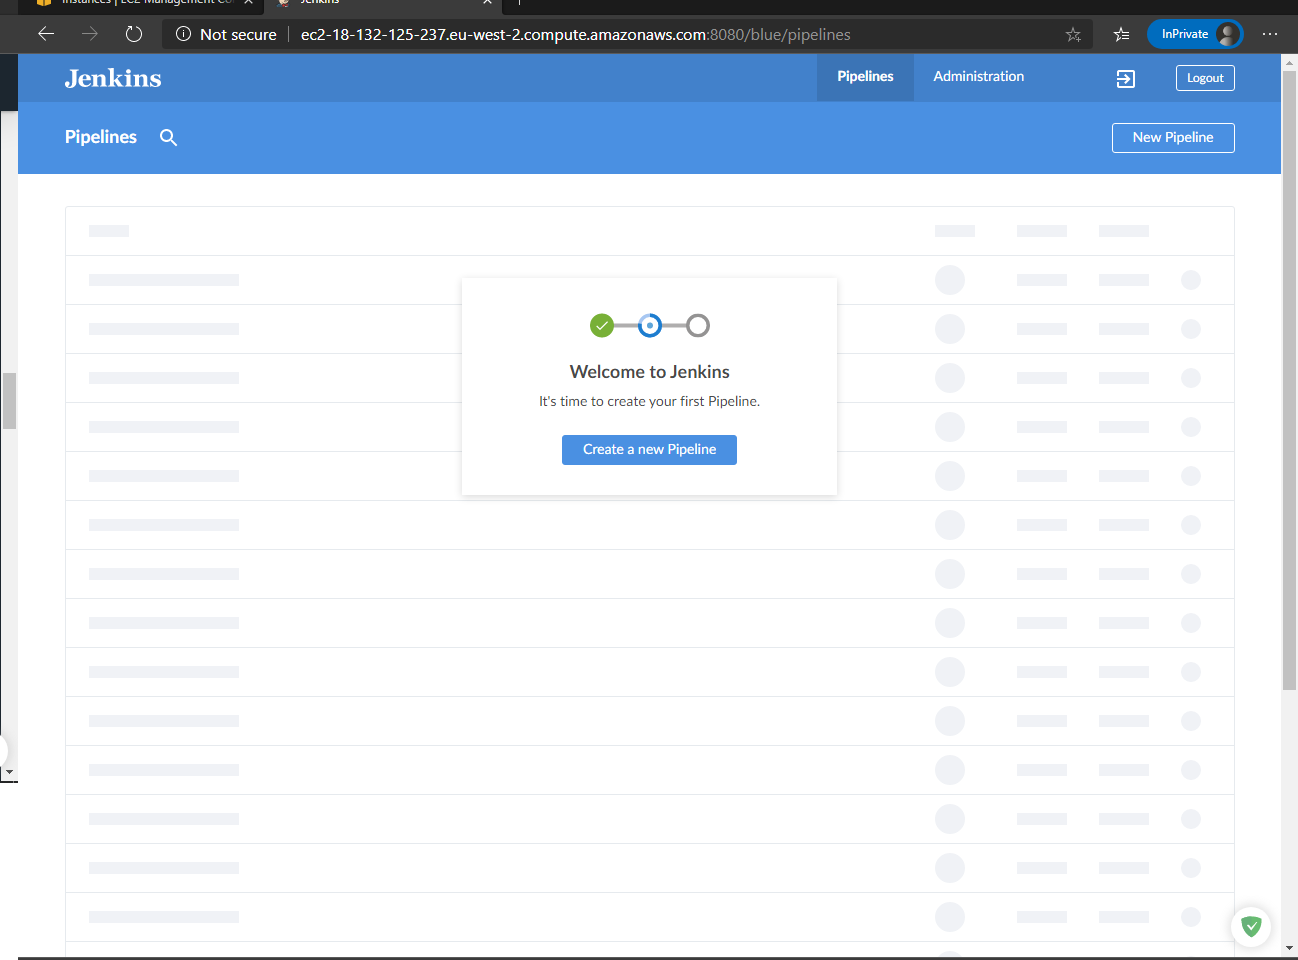 Instances | EC2 Management Co
Jenkins
Not secure
ec2-18-132-125-237.eu-west-2.compute.amazonaws.com:8080/blue/pipelines
InPrivate
Jenkins
Pipelines
Administration
Logout
Pipelines
New Pipeline
Welcome to Jenkins
It's time to create your first Pipeline.
Create a new Pipeline